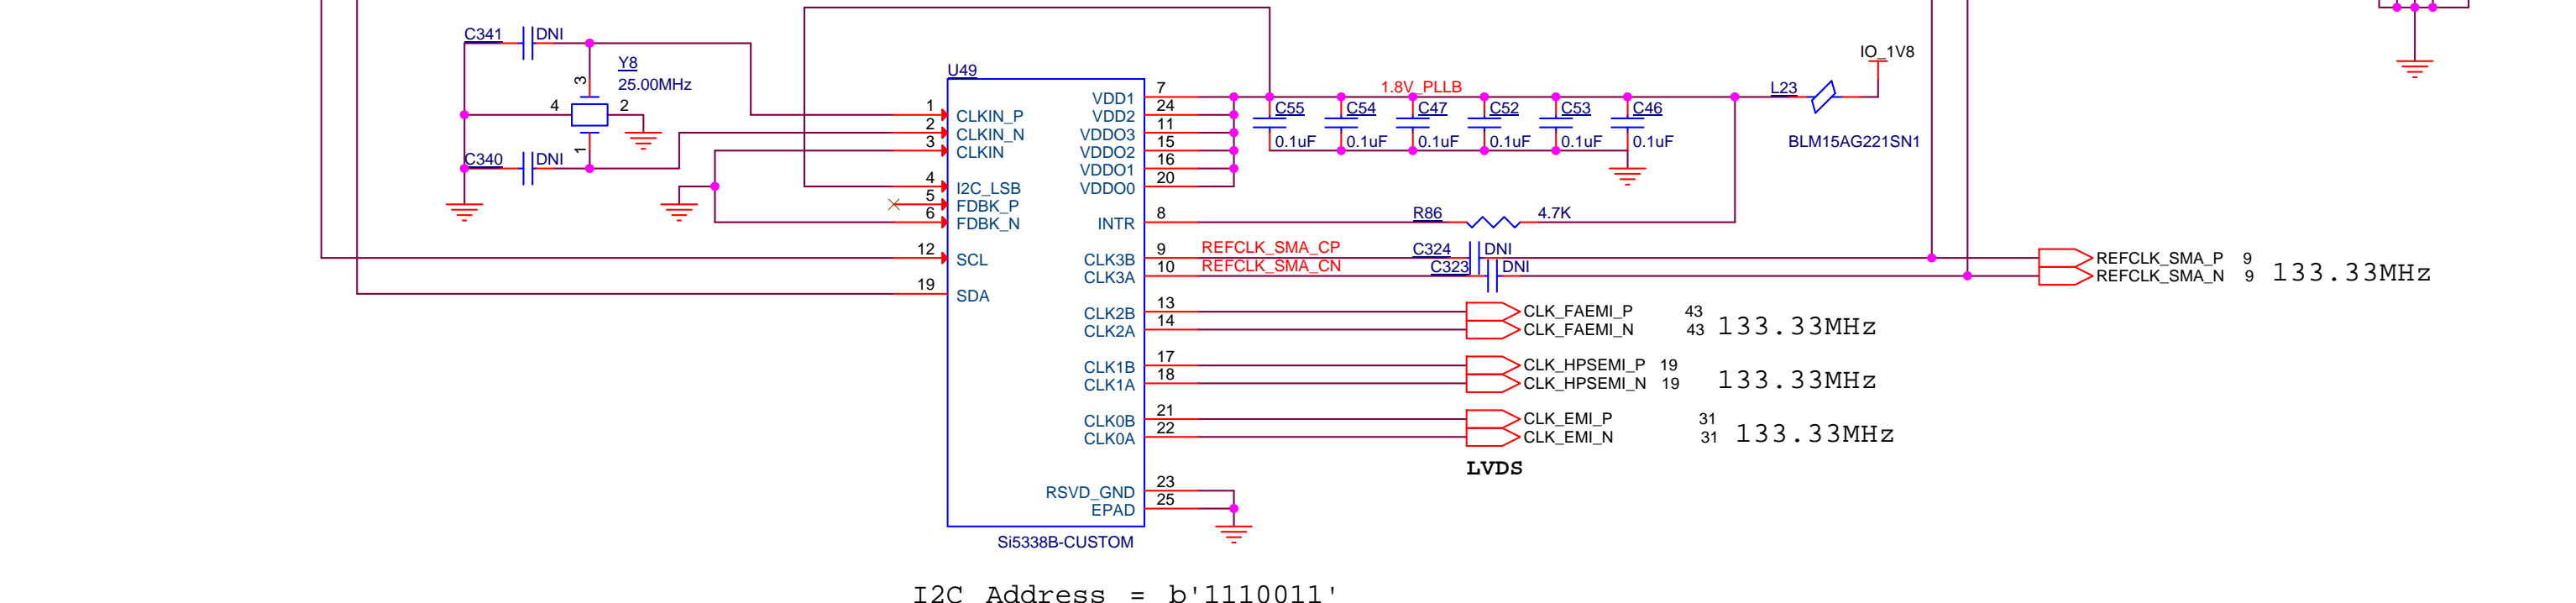 C341 DNI
Y8
25.00MHz
3
4 2
1
C340 DNI
U49
1 CLKIN_P
2 CLKIN_N
3 CLKIN
4 I2C_LSB
5 FDBK_P
6 FDBK_N
12 SCL
19 SDA
VDD1 7
VDD2 24
VDDO3 11
VDDO2 15
VDDO1 16
VDDO0 20
INTR 8
CLK3B 9
CLK3A 10
CLK2B 13
CLK2A 14
CLK1B 17
CLK1A 18
CLK0B 21
CLK0A 22
RSVD_GND 23
EPAD 25
Si5338B-CUSTOM
1.8V_PLLB
C55 C54 C47 C52 C53 C46
0.1uF 0.1uF 0.1uF 0.1uF 0.1uF 0.1uF
L23
IO_1V8
BLM15AG221SN1
R86 4.7K
REFCLK_SMA_CP C324 DNI
REFCLK_SMA_CN C323 DNI
REFCLK_SMA_P 9
REFCLK_SMA_N 9
133.33MHz
CLK_FAEMI_P 43
CLK_FAEMI_N 43
133.33MHz
CLK_HPSEMI_P 19
CLK_HPSEMI_N 19
133.33MHz
CLK_EMI_P 31
CLK_EMI_N 31
133.33MHz
LVDS
I2C Address = b'1110011'